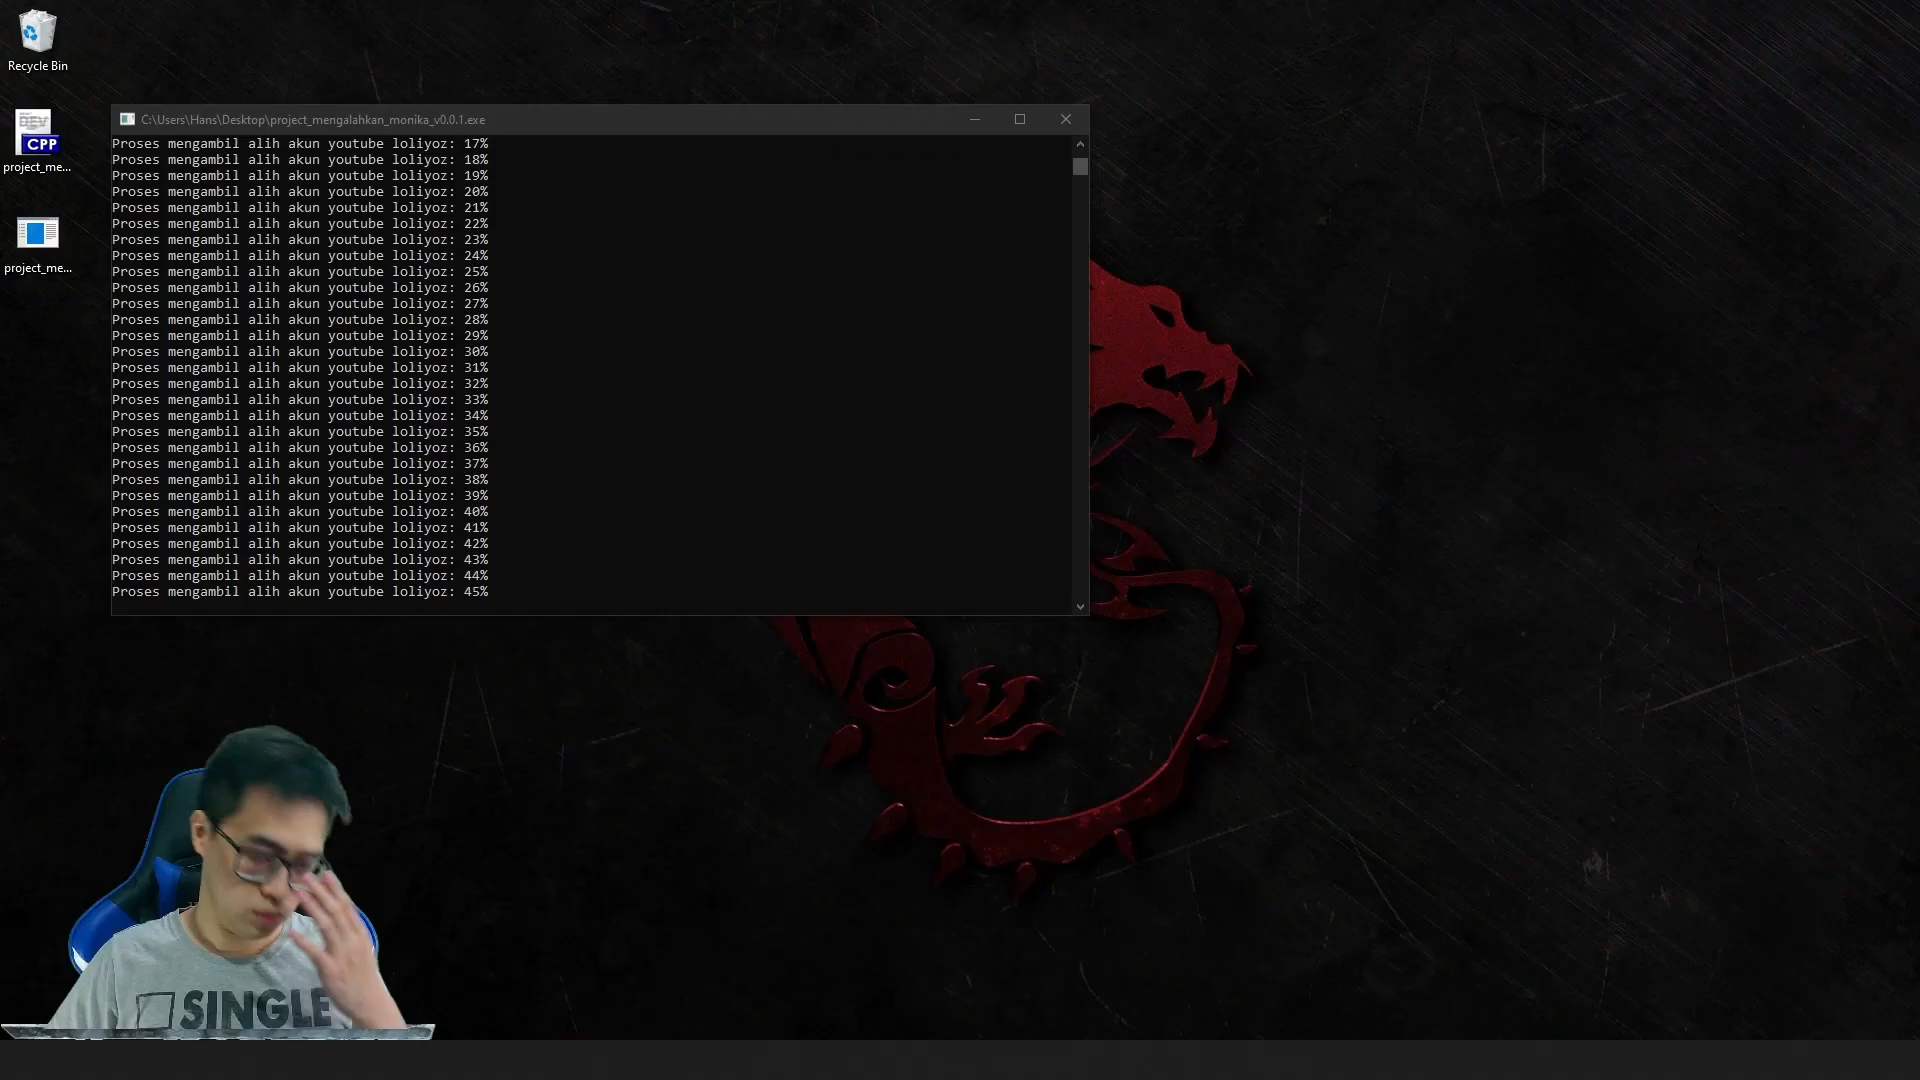 Recycle Bin
DEV
CPP
project_me...
project_me...
C:\Users\Hans\Desktop\project_mengalahkan_monika_v0.0.1.exe
Proses mengambil alih akun youtube loliyoz: 17%
Proses mengambil alih akun youtube loliyoz: 18%
Proses mengambil alih akun youtube loliyoz: 19%
Proses mengambil alih akun youtube loliyoz: 20%
Proses mengambil alih akun youtube loliyoz: 21%
Proses mengambil alih akun youtube loliyoz: 22%
Proses mengambil alih akun youtube loliyoz: 23%
Proses mengambil alih akun youtube loliyoz: 24%
Proses mengambil alih akun youtube loliyoz: 25%
Proses mengambil alih akun youtube loliyoz: 26%
Proses mengambil alih akun youtube loliyoz: 27%
Proses mengambil alih akun youtube loliyoz: 28%
Proses mengambil alih akun youtube loliyoz: 29%
Proses mengambil alih akun youtube loliyoz: 30%
Proses mengambil alih akun youtube loliyoz: 31%
Proses mengambil alih akun youtube loliyoz: 32%
Proses mengambil alih akun youtube loliyoz: 33%
Proses mengambil alih akun youtube loliyoz: 34%
Proses mengambil alih akun youtube loliyoz: 35%
Proses mengambil alih akun youtube loliyoz: 36%
Proses mengambil alih akun youtube loliyoz: 37%
Proses mengambil alih akun youtube loliyoz: 38%
Proses mengambil alih akun youtube loliyoz: 39%
Proses mengambil alih akun youtube loliyoz: 40%
Proses mengambil alih akun youtube loliyoz: 41%
Proses mengambil alih akun youtube loliyoz: 42%
Proses mengambil alih akun youtube loliyoz: 43%
Proses mengambil alih akun youtube loliyoz: 44%
Proses mengambil alih akun youtube loliyoz: 45%
SINGLE